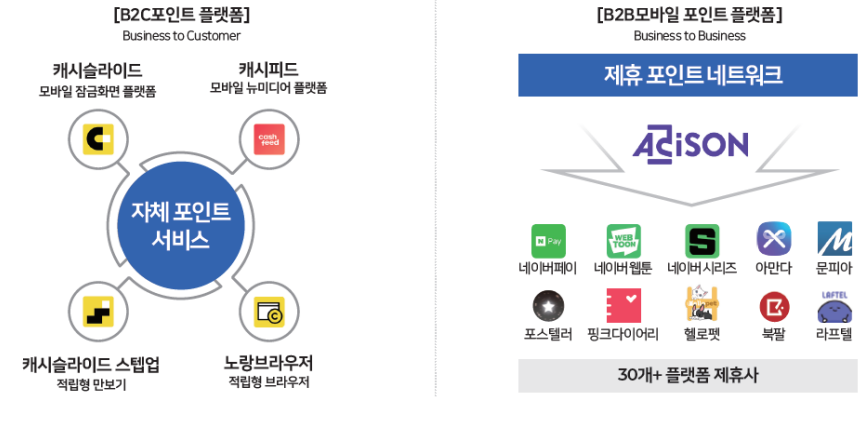 [B2C포인트 플랫폼]
Business to Customer
캐시슬라이드
모바일 잠금화면 플랫폼
캐시피드
모바일 뉴미디어 플랫폼
cash
feed
자체 포인트
서비스
캐시슬라이드 스텝업
적립형 만보기
노랑브라우저
적립형 브라우저
[B2B모바일 포인트 플랫폼]
Business to Business
제휴 포인트 네트워크
ADiSON
N Pay
WEB
TOON
S
M
네이버페이 네이버 웹툰 네이버 시리즈 아만다 문피아
LAFTEL
포스텔러 핑크다이어리 헬로펫 북팔 라프텔
30개+ 플랫폼 제휴사